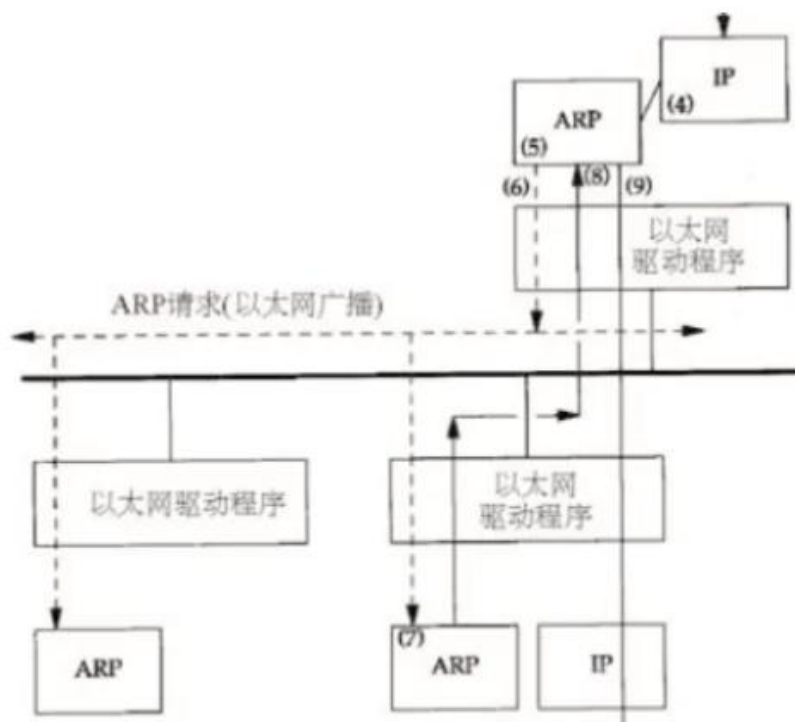 IP
(4)
ARP
(5)
(6)
(8)
(9)
以太网
驱动程序
ARP请求(以太网广播)
以太网驱动程序
以太网
驱动程序
(7)
ARP
ARP
IP